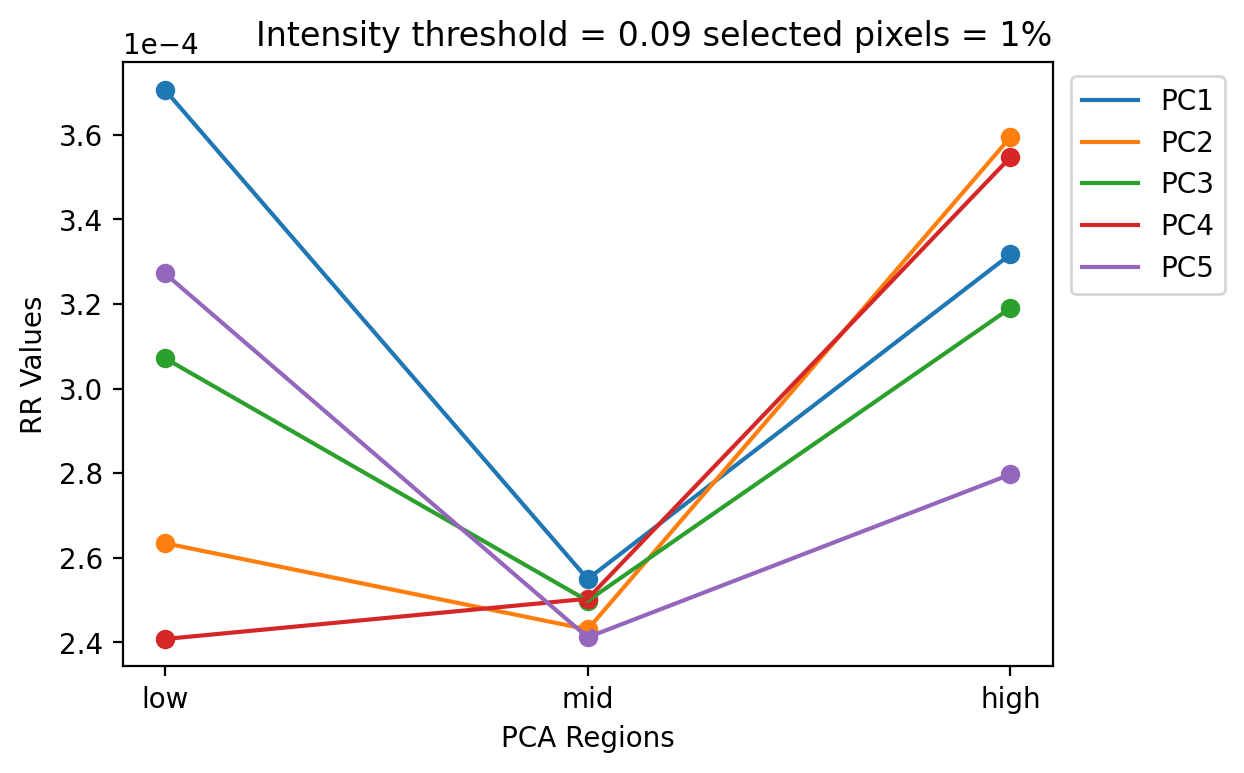 Intensity threshold = 0.09 selected pixels = 1%
1e−4
3.6
3.4
3.2
3.0
2.8
2.6
2.4
RR Values
low
mid
high
PCA Regions
PC1
PC2
PC3
PC4
PC5